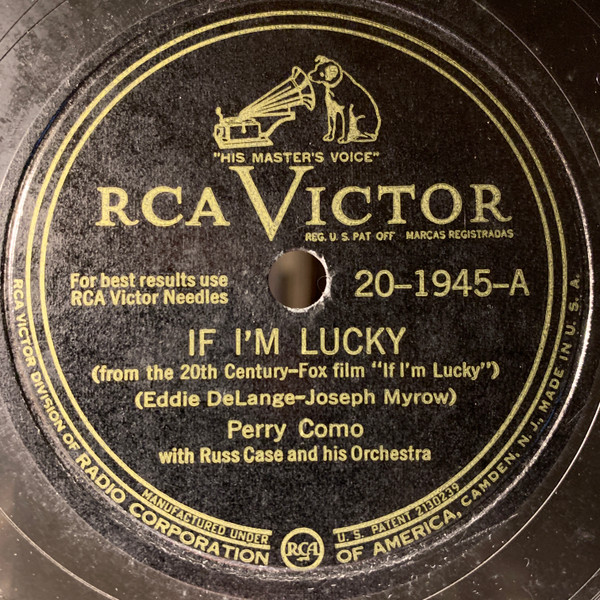 "HIS MASTER'S VOICE"
RCA VICTOR
REG. U. S. PAT OFF MARCAS REGISTRADAS
For best results use
RCA Victor Needles
20-1945-A
IF I'M LUCKY
(from the 20th Century-Fox film "If I'm Lucky")
(Eddie DeLange-Joseph Myrow)
Perry Como
with Russ Case and his Orchestra
MANUFACTURED UNDER U. S. PATENT 2130239
RCA VICTOR DIVISION OF RADIO CORPORATION OF AMERICA, CAMDEN, N. J., MADE IN U. S. A.
RCA